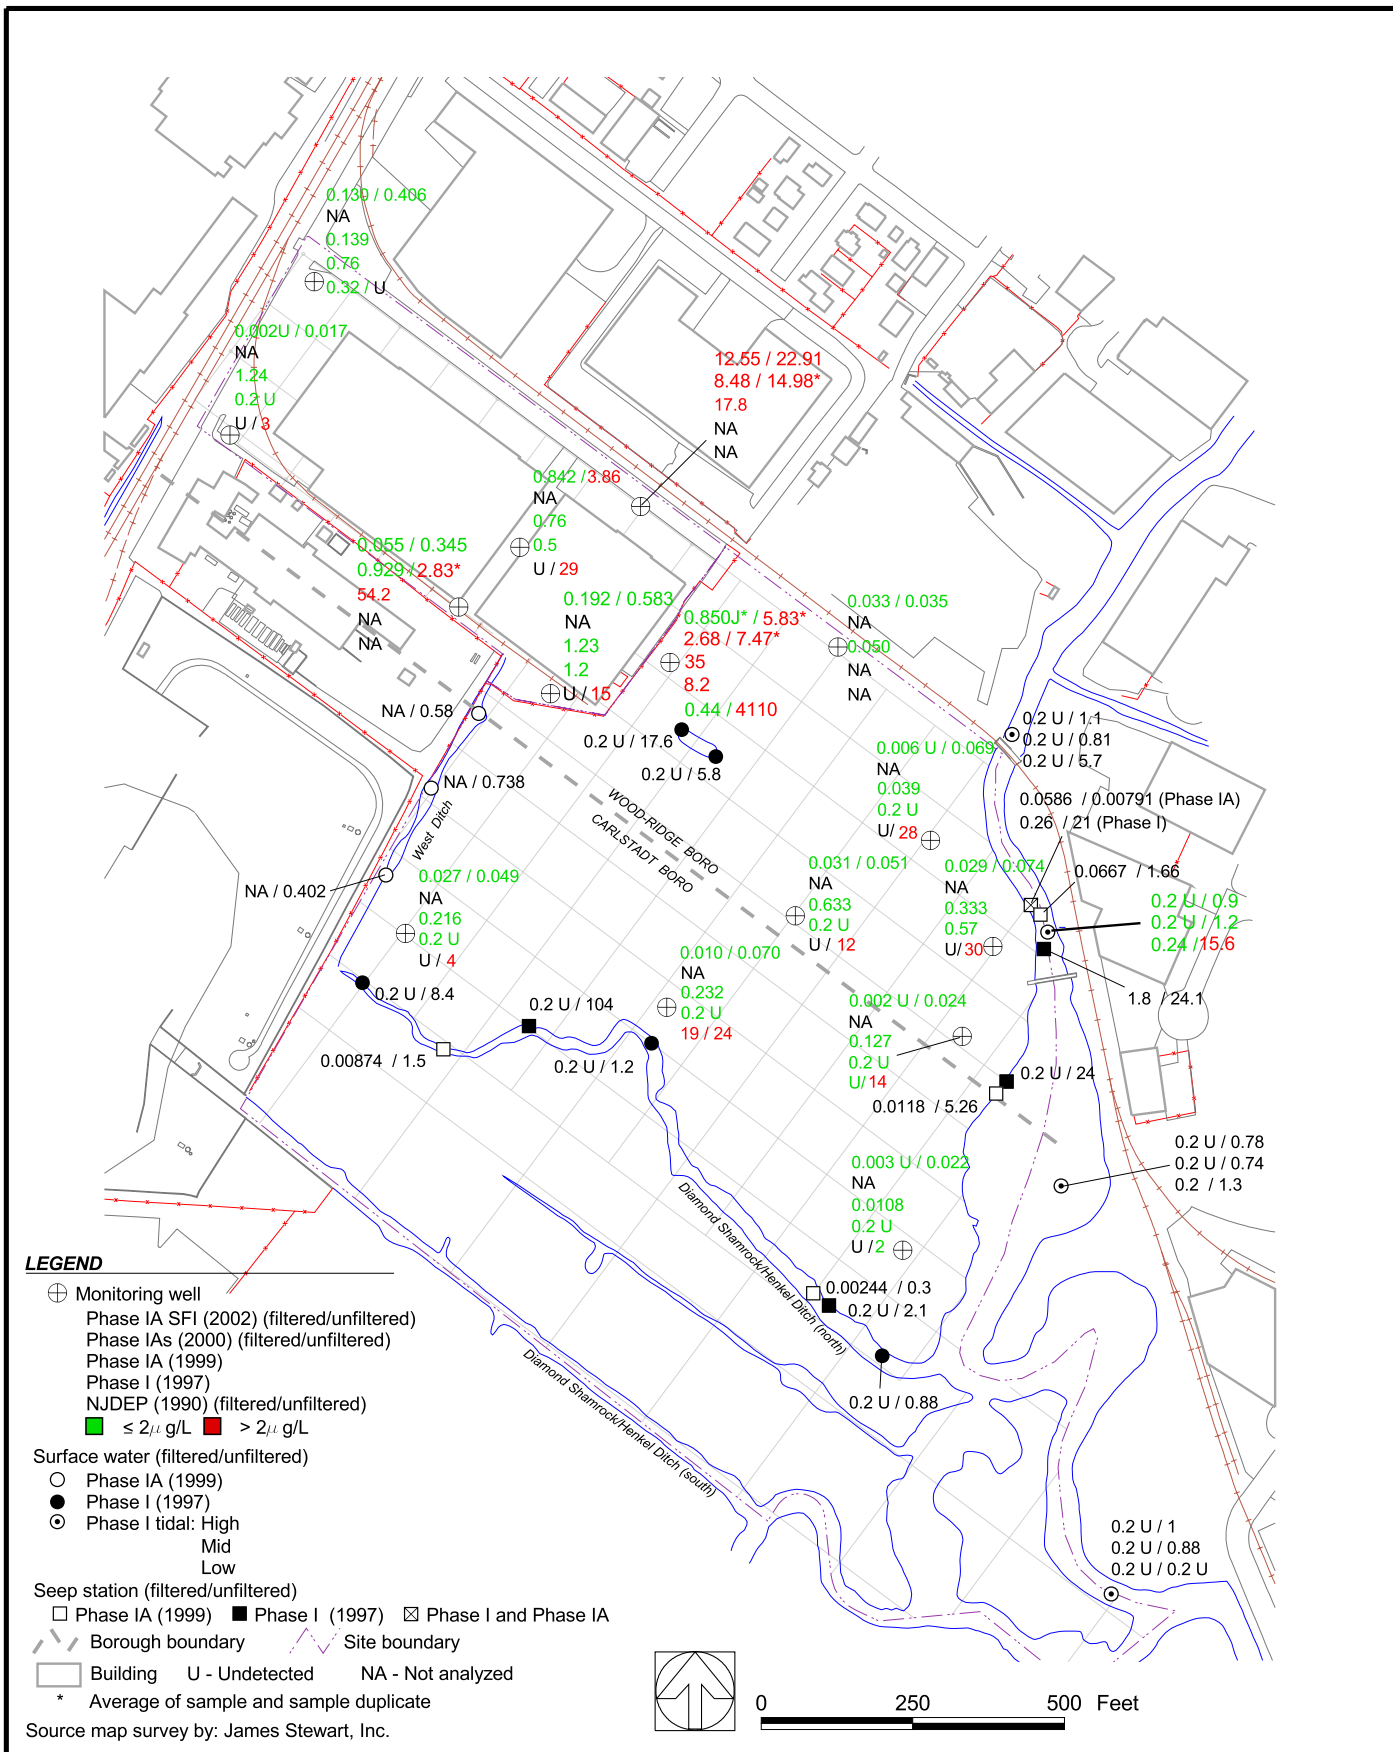 0.130 / 0.406
NA
0.139
0.76
0.32 / U
0.002U / 0.017
NA
1.24
0.2 U
U / 3
12.55 / 22.91
8.48 / 14.98*
17.8
NA
NA
0.842 / 3.86
NA
0.76
0.5
U / 29
0.055 / 0.345
0.929 / 2.83*
54.2
NA
NA
0.192 / 0.583
NA
1.23
1.2
U / 15
0.850J* / 5.83*
2.68 / 7.47*
35
8.2
0.44 / 4110
0.033 / 0.035
NA
0.050
NA
NA
NA / 0.58
0.2 U / 17.6
0.2 U / 5.8
0.2 U / 1.1
0.2 U / 0.81
0.2 U / 5.7
0.006 U / 0.069
NA
0.039
0.2 U
U/ 28
NA / 0.738
West Ditch
WOOD-RIDGE BORO
CARLSTADT BORO
0.0586 / 0.00791 (Phase IA)
0.26 / 21 (Phase I)
0.0667 / 1.66
NA / 0.402
0.027 / 0.049
NA
0.216
0.2 U
U / 4
0.031 / 0.051
NA
0.633
0.2 U
U / 12
0.029 / 0.074
NA
0.333
0.57
U/ 30
0.2 U / 0.9
0.2 U / 1.2
0.24 / 15.6
0.010 / 0.070
NA
0.232
0.2 U
19 / 24
0.2 U / 8.4
0.2 U / 104
0.00874 / 1.5
0.2 U / 1.2
1.8 / 24.1
0.002 U / 0.024
NA
0.127
0.2 U
U/ 14
0.2 U / 24
0.0118 / 5.26
0.2 U / 0.78
0.2 U / 0.74
0.2 / 1.3
0.003 U / 0.022
NA
0.0108
0.2 U
U / 2
Diamond Shamrock/Henkel Ditch (north)
0.00244 / 0.3
0.2 U / 2.1
0.2 U / 0.88
Diamond Shamrock/Henkel Ditch (south)
0.2 U / 1
0.2 U / 0.88
0.2 U / 0.2 U
LEGEND
Monitoring well
Phase IA SFI (2002) (filtered/unfiltered)
Phase IAs (2000) (filtered/unfiltered)
Phase IA (1999)
Phase I (1997)
NJDEP (1990) (filtered/unfiltered)
≤ 2μ g/L > 2μ g/L
Surface water (filtered/unfiltered)
Phase IA (1999)
Phase I (1997)
Phase I tidal: High
Mid
Low
Seep station (filtered/unfiltered)
Phase IA (1999) Phase I (1997) Phase I and Phase IA
Borough boundary Site boundary
Building U - Undetected NA - Not analyzed
* Average of sample and sample duplicate
Source map survey by: James Stewart, Inc.
0 250 500 Feet